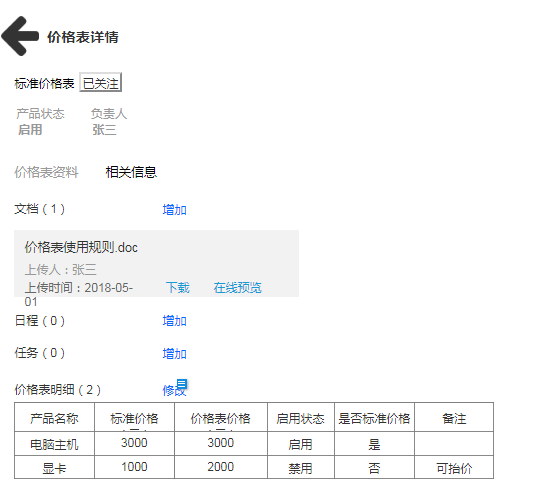 价格表详情
标准价格表 已关注
产品状态 负责人
启用 张三
价格表资料 相关信息
文档（1） 增加
价格表使用规则.doc
上传人：张三
上传时间：2018-05-01 下载 在线预览
日程（0） 增加
任务（0） 增加
价格表明细（2） 修改
产品名称 标准价格 价格表价格 启用状态 是否标准价格 备注
电脑主机 3000 3000 启用 是
显卡 1000 2000 禁用 否 可抬价